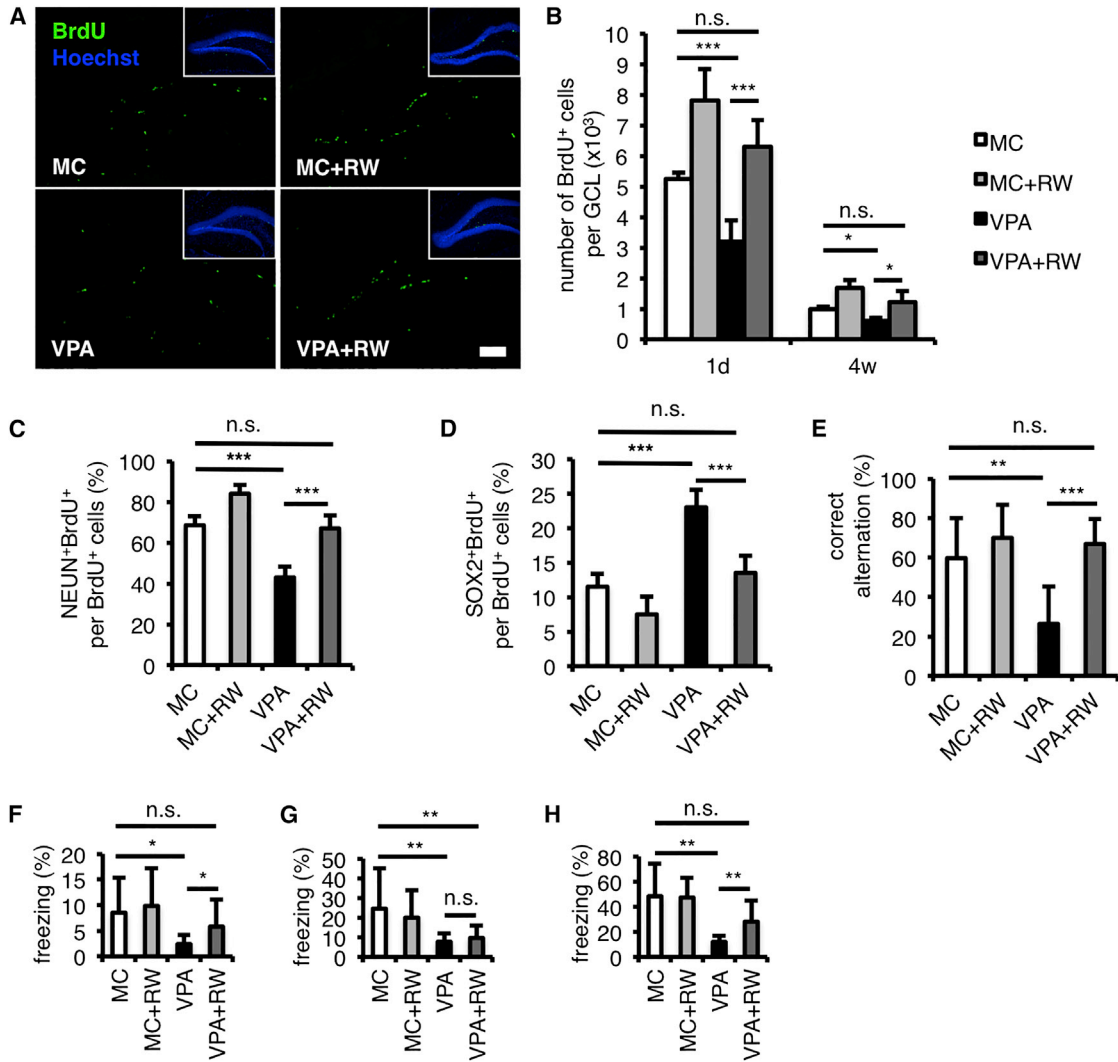 A
BrdU
Hoechst
MC
MC+RW
VPA
VPA+RW
B
number of BrdU⁺ cells
per GCL (x10³)
10
9
8
7
6
5
4
3
2
1
0
n.s.
***
***
n.s.
*
*
1d
4w
MC
MC+RW
VPA
VPA+RW
C
NEUN⁺BrdU⁺
per BrdU⁺ cells (%)
100
80
60
40
20
0
n.s.
***
***
MC
MC+RW
VPA
VPA+RW
D
SOX2⁺BrdU⁺
per BrdU⁺ cells (%)
30
25
20
15
10
5
0
n.s.
***
***
MC
MC+RW
VPA
VPA+RW
E
correct
alternation (%)
100
80
60
40
20
0
n.s.
**
***
MC
MC+RW
VPA
VPA+RW
F
freezing (%)
20
15
10
5
0
n.s.
*
*
MC
MC+RW
VPA
VPA+RW
G
freezing (%)
50
40
30
20
10
0
**
**
n.s.
MC
MC+RW
VPA
VPA+RW
H
freezing (%)
80
60
40
20
0
n.s.
**
**
MC
MC+RW
VPA
VPA+RW